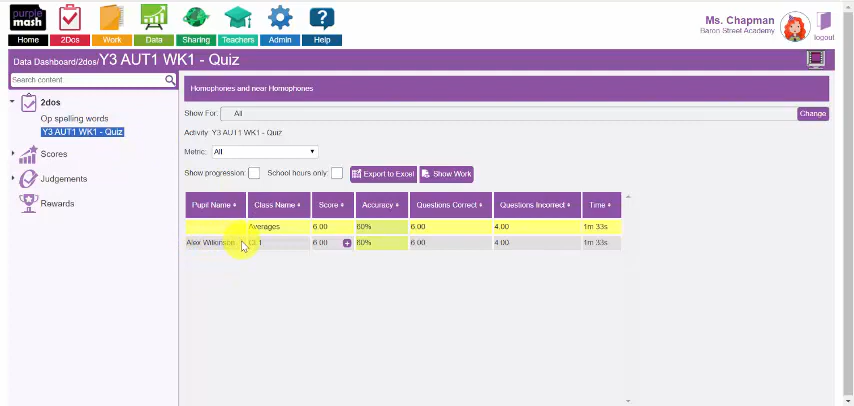 purple
mash
Home
2Dos
Work
Data
Sharing
Teachers
Admin
Help
Ms. Chapman
Baron Street Academy
logout
Data Dashboard/2dos/Y3 AUT1 WK1 - Quiz
Search content
2dos
Op spelling words
Y3 AUT1 WK1 - Quiz
Scores
Judgements
Rewards
Homophones and near Homophones
Show For: All Change
Activity Y3 AUT1 WK1 - Quiz
Metric: All
Show progression: School hours only: Export to Excel Show Work
Pupil Name Class Name Score Accuracy Questions Correct Questions Incorrect Time
Averages 6.00 60% 6.00 4.00 1m 33s
Alex Wilkinson 6.00 60% 6.00 4.00 1m 33s